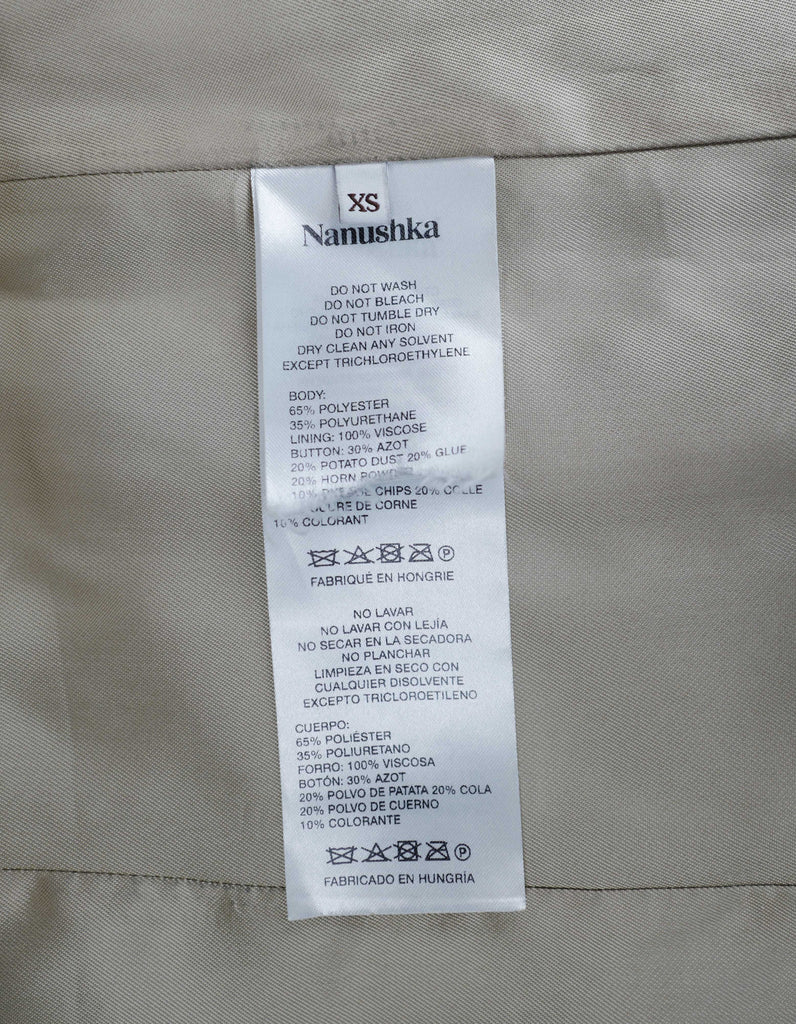 XS
Nanushka
DO NOT WASH
DO NOT BLEACH
DO NOT TUMBLE DRY
DO NOT IRON
DRY CLEAN ANY SOLVENT
EXCEPT TRICHLOROETHYLENE
BODY:
65% POLYESTER
35% POLYURETHANE
LINING: 100% VISCOSE
BUTTON: 30% AZOT
20% POTATO DUST 20% GLUE
20% HORN
10% CHIPS 20% COLLE
DE CORNE
10% COLORANT
FABRIQUÉ EN HONGRIE
NO LAVAR
NO LAVAR CON LEJÍA
NO SECAR EN LA SECADORA
NO PLANCHAR
LIMPIEZA EN SECO CON
CUALQUIER DISOLVENTE
EXCEPTO TRICLOROETILENO
CUERPO:
65% POLIÉSTER
35% POLIURETANO
FORRO: 100% VISCOSA
BOTÓN: 30% AZOT
20% POLVO DE PATATA 20% COLA
20% POLVO DE CUERNO
10% COLORANTE
FABRICADO EN HUNGRÍA